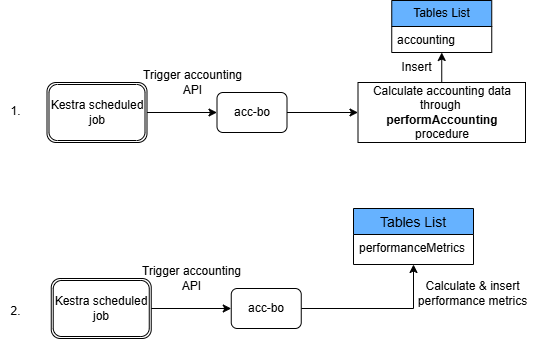 Tables List
accounting
Insert
Trigger accounting
API
1.
Kestra scheduled
job
acc-bo
Calculate accounting data
through
performAccounting
procedure
Tables List
performanceMetrics
Trigger accounting
API
Calculate & insert
performance metrics
2.
Kestra scheduled
job
acc-bo